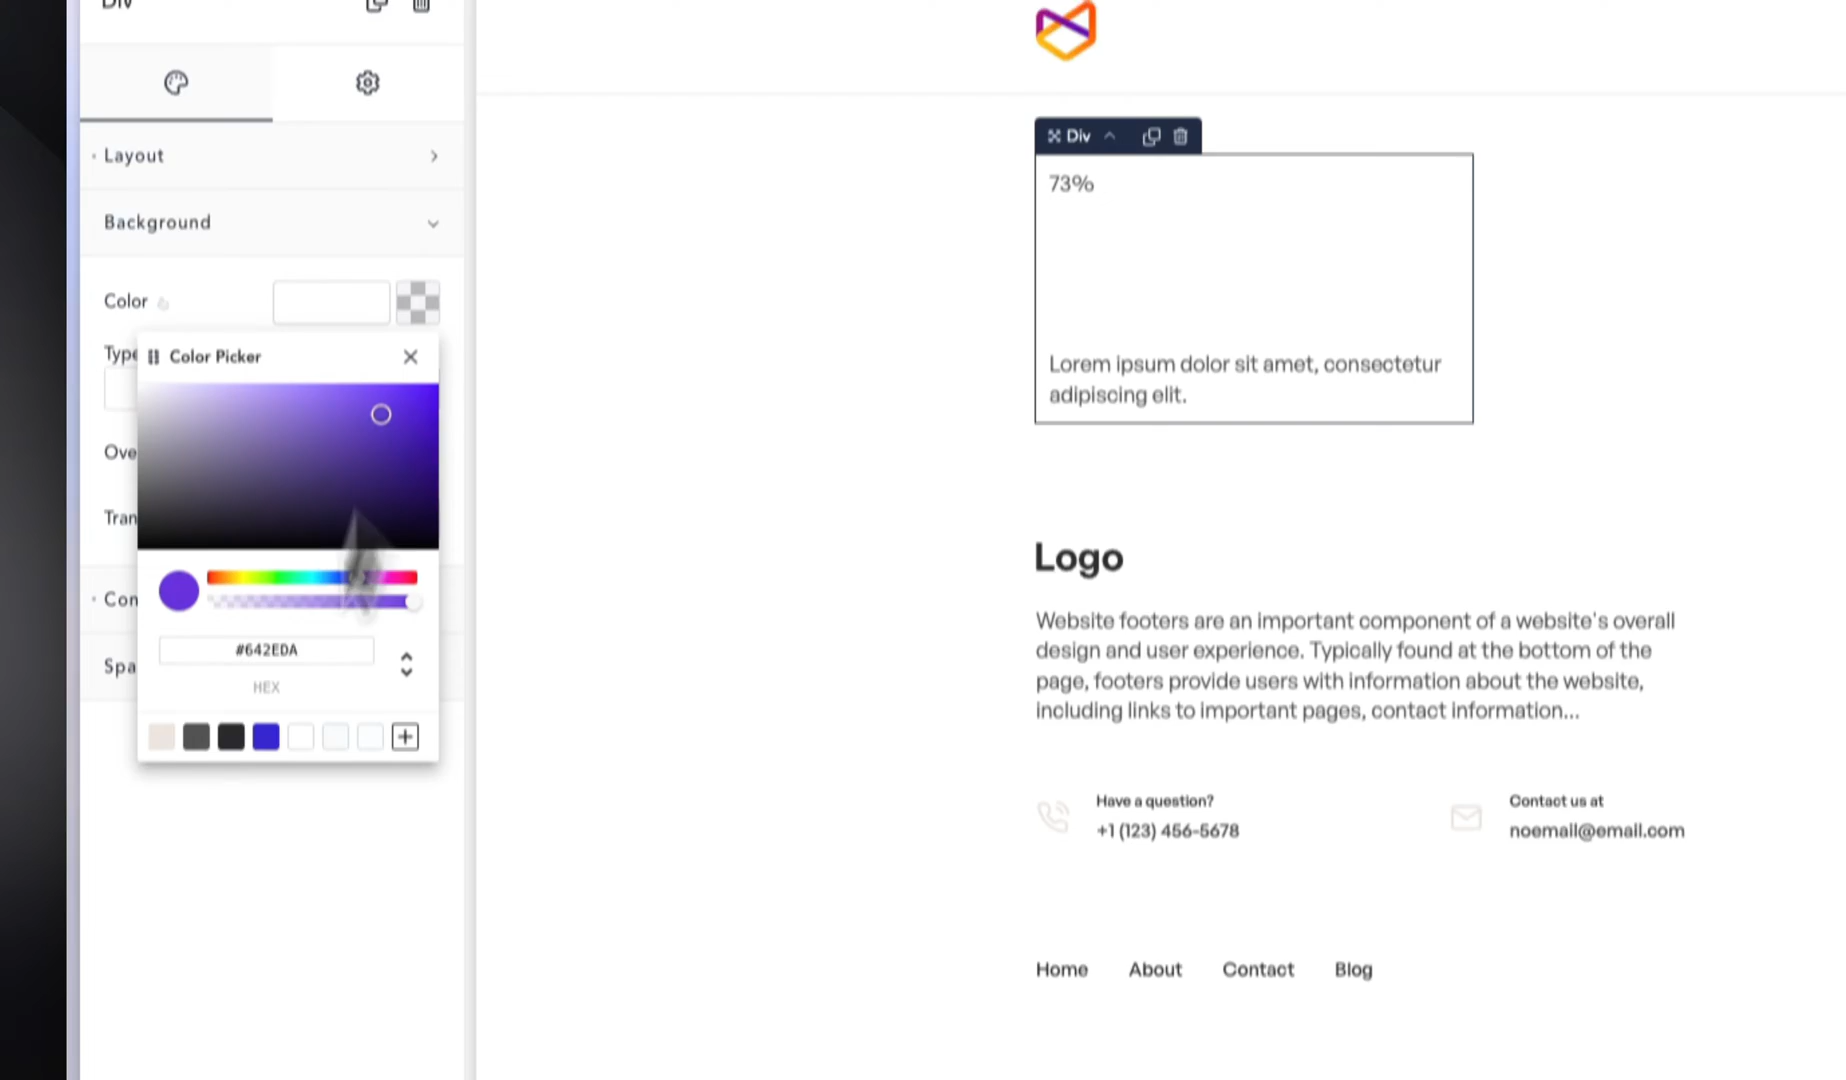 Div
Layout
Background
Color
Type
Color Picker
Ove
Tran
Con
Spa
#642EDA
HEX
Div
73%
Lorem ipsum dolor sit amet, consectetur
adipiscing elit.
Logo
Website footers are an important component of a website's overall
design and user experience. Typically found at the bottom of the
page, footers provide users with information about the website,
including links to important pages, contact information...
Have a question?
+1 (123) 456-5678
Contact us at
noemail@email.com
Home About Contact Blog